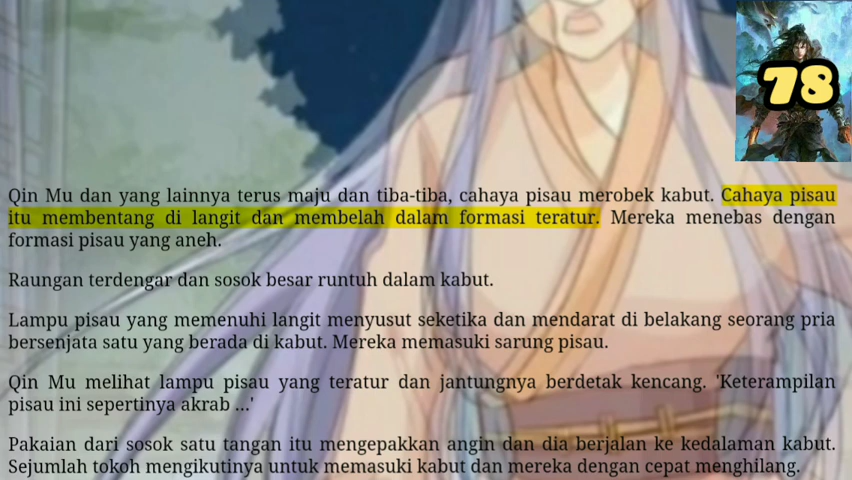 78
Qin Mu dan yang lainnya terus maju dan tiba-tiba, cahaya pisau merobek kabut. Cahaya pisau
itu membentang di langit dan membelah dalam formasi teratur. Mereka menebas dengan
formasi pisau yang aneh.
Raungan terdengar dan sosok besar runtuh dalam kabut.
Lampu pisau yang memenuhi langit menyusut seketika dan mendarat di belakang seorang pria
bersenjata satu yang berada di kabut. Mereka memasuki sarung pisau.
Qin Mu melihat lampu pisau yang teratur dan jantungnya berdetak kencang. 'Keterampilan
pisau ini sepertinya akrab ...'
Pakaian dari sosok satu tangan itu mengepakkan angin dan dia berjalan ke kedalaman kabut.
Sejumlah tokoh mengikutinya untuk memasuki kabut dan mereka dengan cepat menghilang.